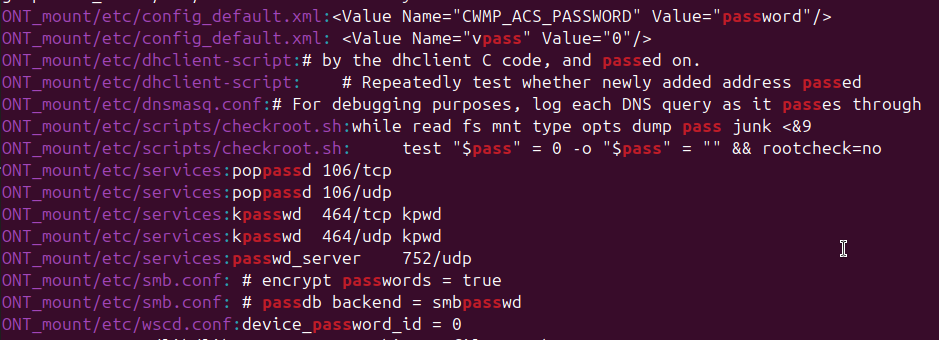 ONT_mount/etc/config_default.xml:<Value Name="CWMP_ACS_PASSWORD" Value="password"/>
ONT_mount/etc/config_default.xml: <Value Name="vpass" Value="0"/>
ONT_mount/etc/dhclient-script:# by the dhclient C code, and passed on.
ONT_mount/etc/dhclient-script:    # Repeatedly test whether newly added address passed
ONT_mount/etc/dnsmasq.conf:# For debugging purposes, log each DNS query as it passes through
ONT_mount/etc/scripts/checkroot.sh:while read fs mnt type opts dump pass junk <&9
ONT_mount/etc/scripts/checkroot.sh:     test "$pass" = 0 -o "$pass" = "" && rootcheck=no
ONT_mount/etc/services:poppassd 106/tcp
ONT_mount/etc/services:poppassd 106/udp
ONT_mount/etc/services:kpasswd  464/tcp kpwd
ONT_mount/etc/services:kpasswd  464/udp kpwd
ONT_mount/etc/services:passwd_server    752/udp
ONT_mount/etc/smb.conf: # encrypt passwords = true
ONT_mount/etc/smb.conf: # passdb backend = smbpasswd
ONT_mount/etc/wscd.conf:device_password_id = 0